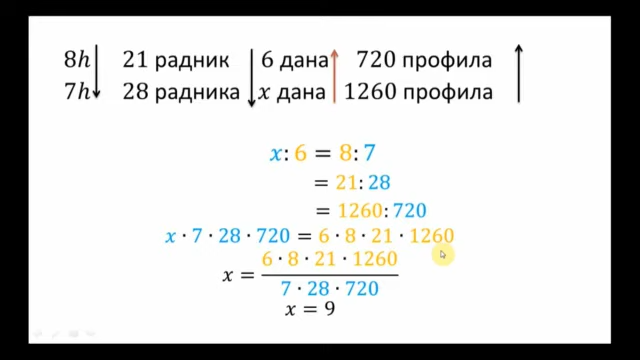 8h 21 радник 6 дана 720 профила
7h 28 радника x дана 1260 профила
x: 6 = 8: 7
= 21: 28
= 1260: 720
x · 7 · 28 · 720 = 6 · 8 · 21 · 1260
x = 6 · 8 · 21 · 1260 / 7 · 28 · 720
x = 9